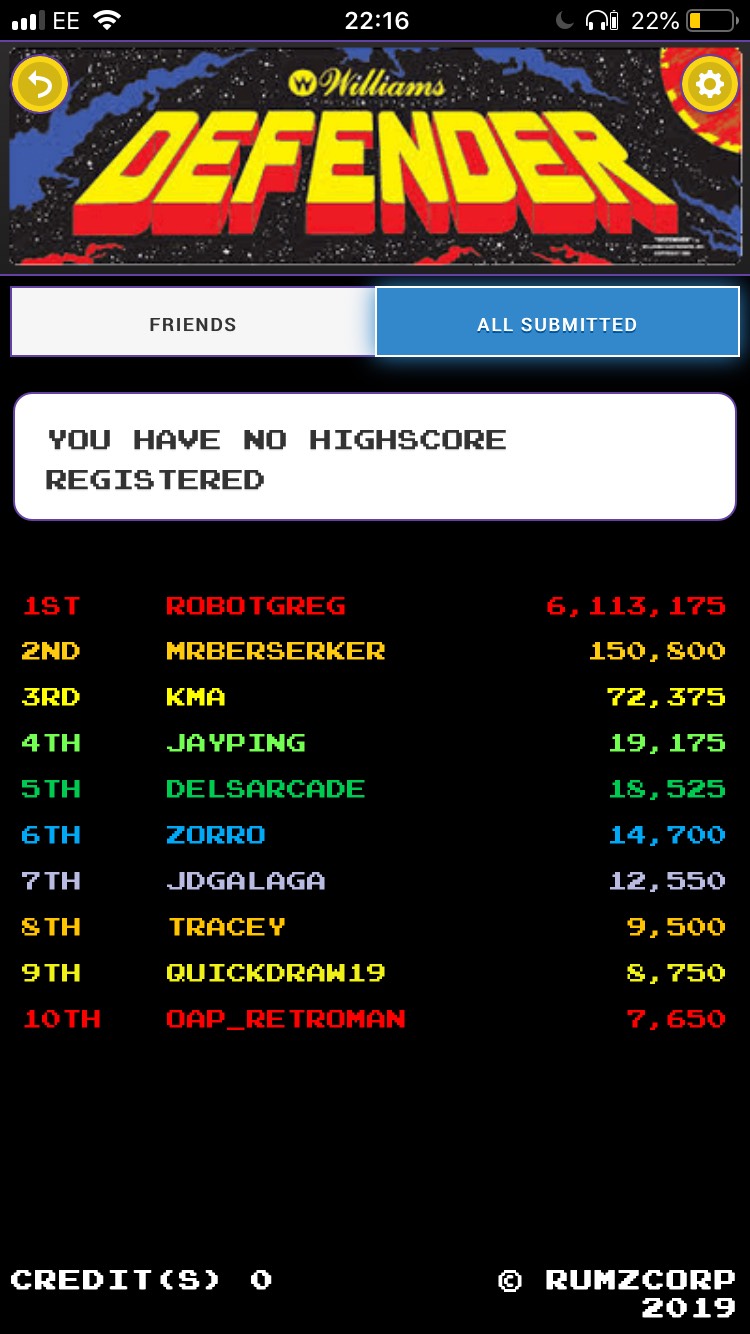 EE 22:16 22%
Williams
DEFENDER
FRIENDS ALL SUBMITTED
YOU HAVE NO HIGHSCORE
REGISTERED
1ST ROBOTGREG 6,113,175
2ND MRBERSERKER 150,800
3RD KMA 72,375
4TH JAYPING 19,175
5TH DELSARCADE 18,525
6TH ZORRO 14,700
7TH JDGALAGA 12,550
8TH TRACEY 9,500
9TH QUICKDRAW19 8,750
10TH OAP_RETROMAN 7,650
CREDIT(S) 0 © RUMZCORP
2019